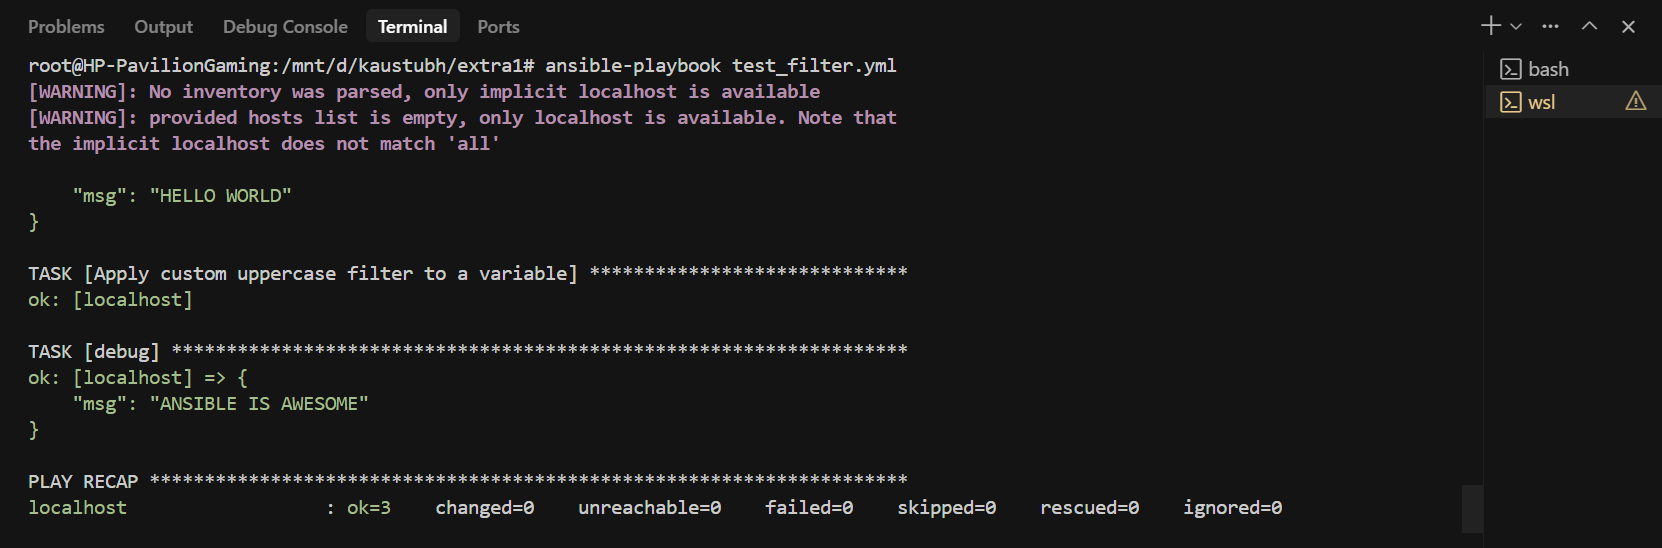 Problems Output Debug Console Terminal Ports
root@HP-PavilionGaming:/mnt/d/kaustubh/extra1# ansible-playbook test_filter.yml
[WARNING]: No inventory was parsed, only implicit localhost is available
[WARNING]: provided hosts list is empty, only localhost is available. Note that
the implicit localhost does not match 'all'
    "msg": "HELLO WORLD"
}
TASK [Apply custom uppercase filter to a variable] *****************************
ok: [localhost]
TASK [debug] *******************************************************************
ok: [localhost] => {
    "msg": "ANSIBLE IS AWESOME"
}
PLAY RECAP *********************************************************************
localhost                  : ok=3    changed=0    unreachable=0    failed=0    skipped=0    rescued=0    ignored=0
bash
wsl